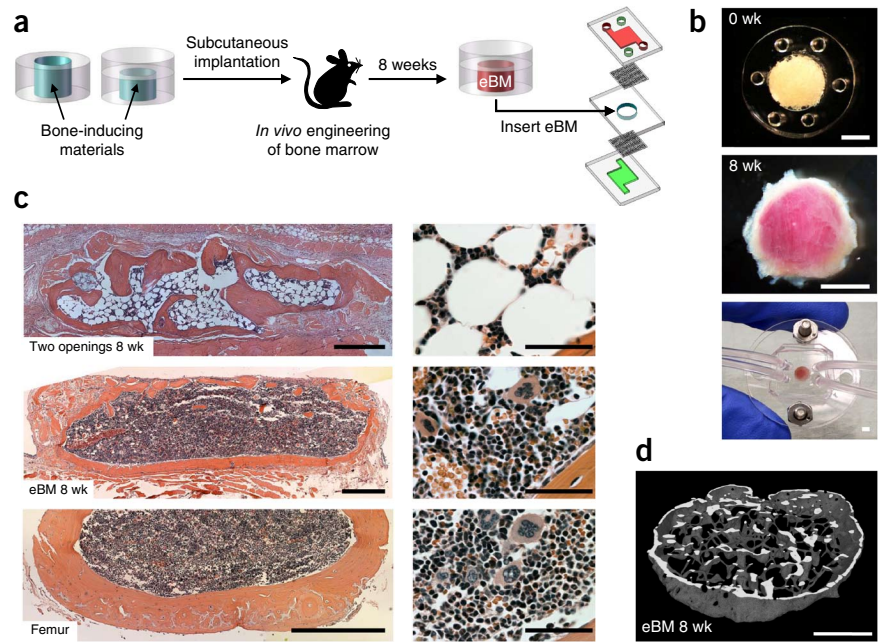 a
Subcutaneous
implantation
8 weeks
eBM
Bone-inducing
materials
In vivo engineering
of bone marrow
Insert eBM
b
0 wk
8 wk
c
Two openings 8 wk
eBM 8 wk
Femur
d
eBM 8 wk